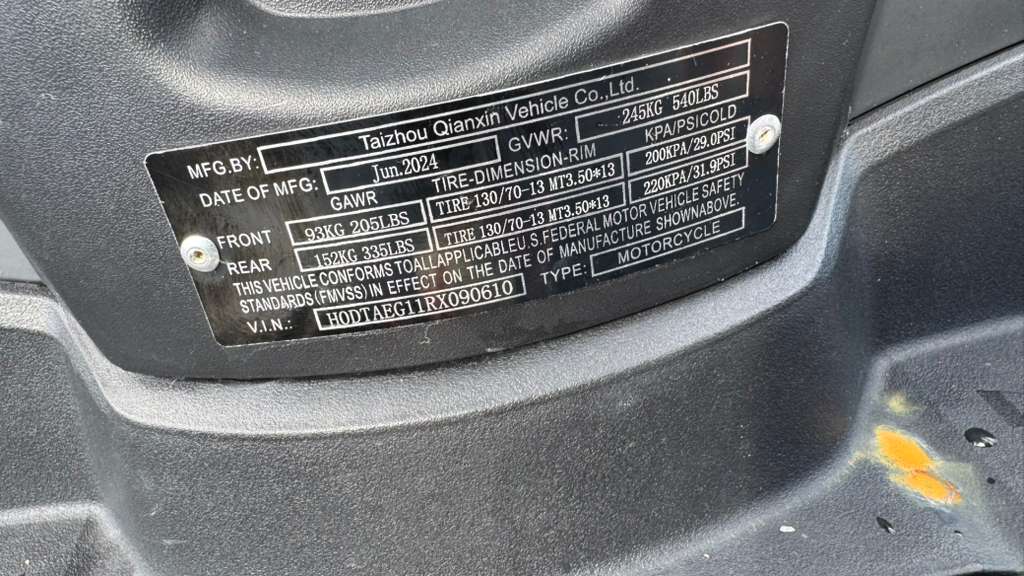 MFG.BY: Taizhou Qianxin Vehicle Co.,Ltd.
DATE OF MFG: Jun.2024 GVWR: 245KG 540LBS
GAWR TIRE-DIMENSION-RIM KPA/PSICOLD
FRONT 93KG 205LBS TIRE 130/70-13 MT3.50*13 200KPA/29.0PSI
REAR 152KG 335LBS TIRE 130/70-13 MT3.50*13 220KPA/31.9PSI
THIS VEHICLE CONFORMS TOALLAPPLICABLEU.S.FEDERAL MOTOR VEHICLE SAFETY
STANDARDS(FMVSS) IN EFFECT ON THE DATE OF MANUFACTURE SHOWNABOVE.
V.I.N.: H0DTAEG11RX090610 TYPE: MOTORCYCLE